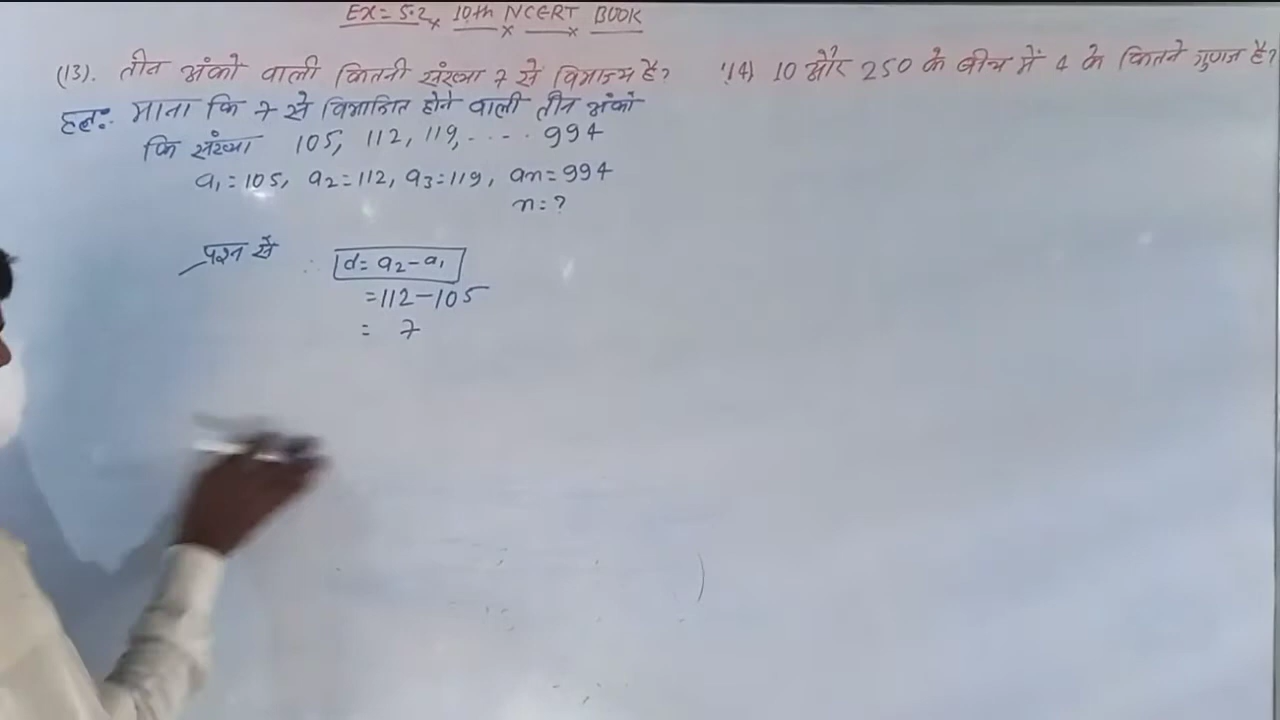 Ex = 5.2, 10th NCERT BOOK
(13). तीन अंको वाली कितनी संख्या 7 से विभाज्य है?
हल:. माना कि 7 से विभाजित होने वाली तीन अंको
कि संख्या 105, 112, 119, .... 994
a₁ = 105, a₂ = 112, a₃ = 119, an = 994
n = ?
प्रश्न से d = a₂ - a₁
= 112 - 105
= 7
(14) 10 और 250 के बीच में 4 के कितने गुणज है?